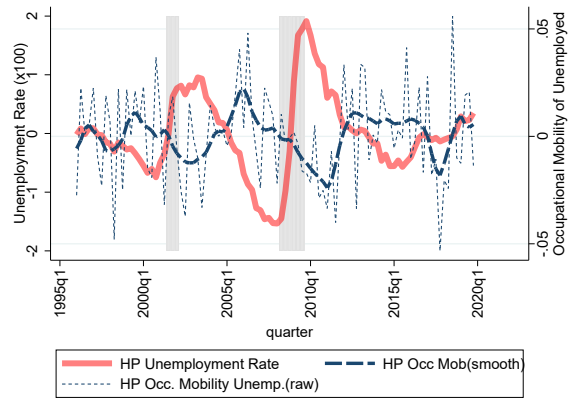 Unemployment Rate (x100)
2
1
0
-1
-2
.05
0
-.05
Occupational Mobility of Unemployed
1995q1
2000q1
2005q1
2010q1
2015q1
2020q1
quarter
HP Unemployment Rate
HP Occ Mob(smooth)
HP Occ. Mobility Unemp.(raw)